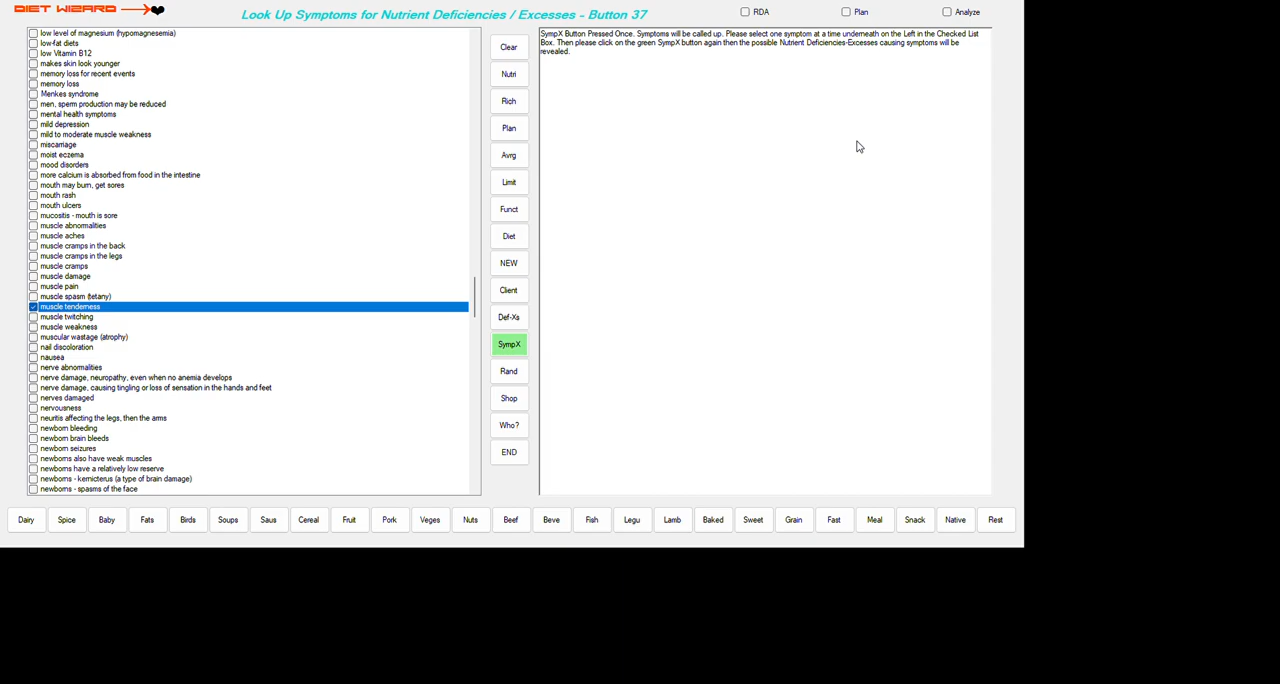 DIET WIZARD
Look Up Symptoms for Nutrient Deficiencies / Excesses - Button 37
RDA
Plan
Analyze
low level of magnesium (hypomagnesemia)
low-fat diets
low Vitamin B12
makes skin look younger
memory loss for recent events
memory loss
Menkes syndrome
men, sperm production may be reduced
mental health symptoms
mild depression
mild to moderate muscle weakness
miscarriage
moist eczema
mood disorders
more calcium is absorbed from food in the intestine
mouth may burn, get sores
mouth rash
mouth ulcers
mucositis - mouth is sore
muscle abnormalities
muscle aches
muscle cramps in the back
muscle cramps in the legs
muscle cramps
muscle damage
muscle pain
muscle spasm (tetany)
muscle tenderness
muscle twitching
muscle weakness
muscular wastage (atrophy)
nail discoloration
nausea
nerve abnormalities
nerve damage, neuropathy, even when no anemia develops
nerve damage, causing tingling or loss of sensation in the hands and feet
nerves damaged
nervousness
neuritis affecting the legs, then the arms
newborn bleeding
newborn brain bleeds
newborn seizures
newborns also have weak muscles
newborns have a relatively low reserve
newborns - kernicterus (a type of brain damage)
newborns - spasms of the face
Clear
Nutri
Rich
Plan
Avrg
Limit
Funct
Diet
NEW
Client
Def-Xs
SympX
Rand
Shop
Who?
END
SympX Button Pressed Once. Symptoms will be called up. Please select one symptom at a time underneath on the Left in the Checked List
Box. Then please click on the green SympX button again then the possible Nutrient Deficiencies-Excesses causing symptoms will be
revealed.
Dairy
Spice
Baby
Fats
Birds
Soups
Saus
Cereal
Fruit
Pork
Veges
Nuts
Beef
Beve
Fish
Legu
Lamb
Baked
Sweet
Grain
Fast
Meal
Snack
Native
Rest